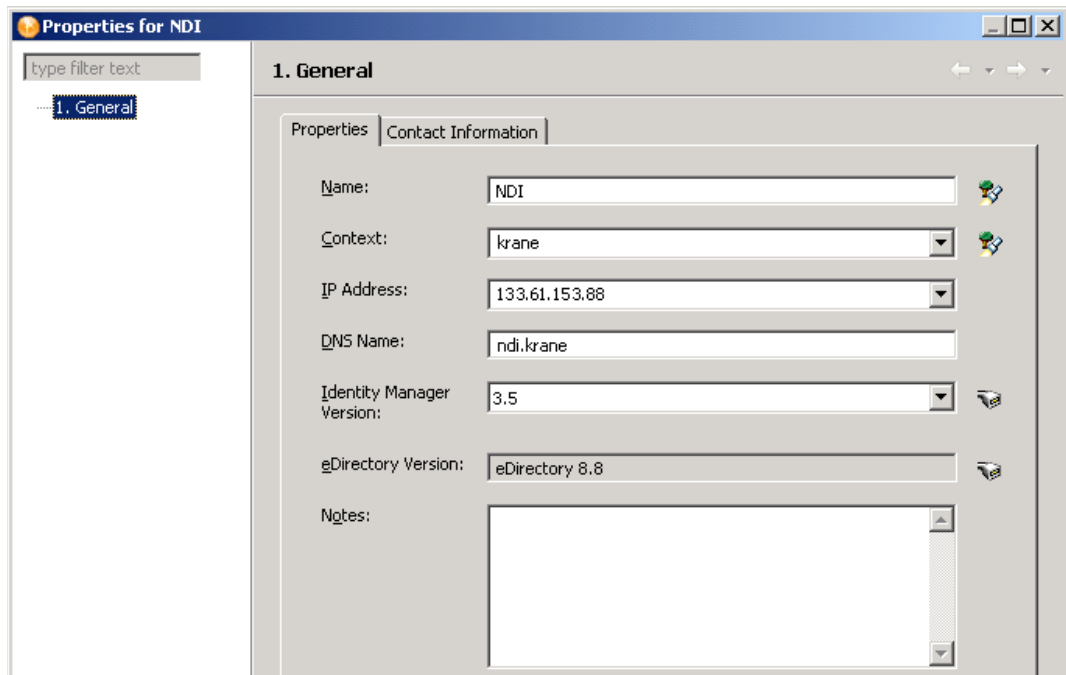 Properties for NDI
type filter text
1. General
1. General
Properties
Contact Information
Name:
NDI
Context:
krane
IP Address:
133.61.153.88
DNS Name:
ndi.krane
Identity Manager
Version:
3.5
eDirectory Version:
eDirectory 8.8
Notes: